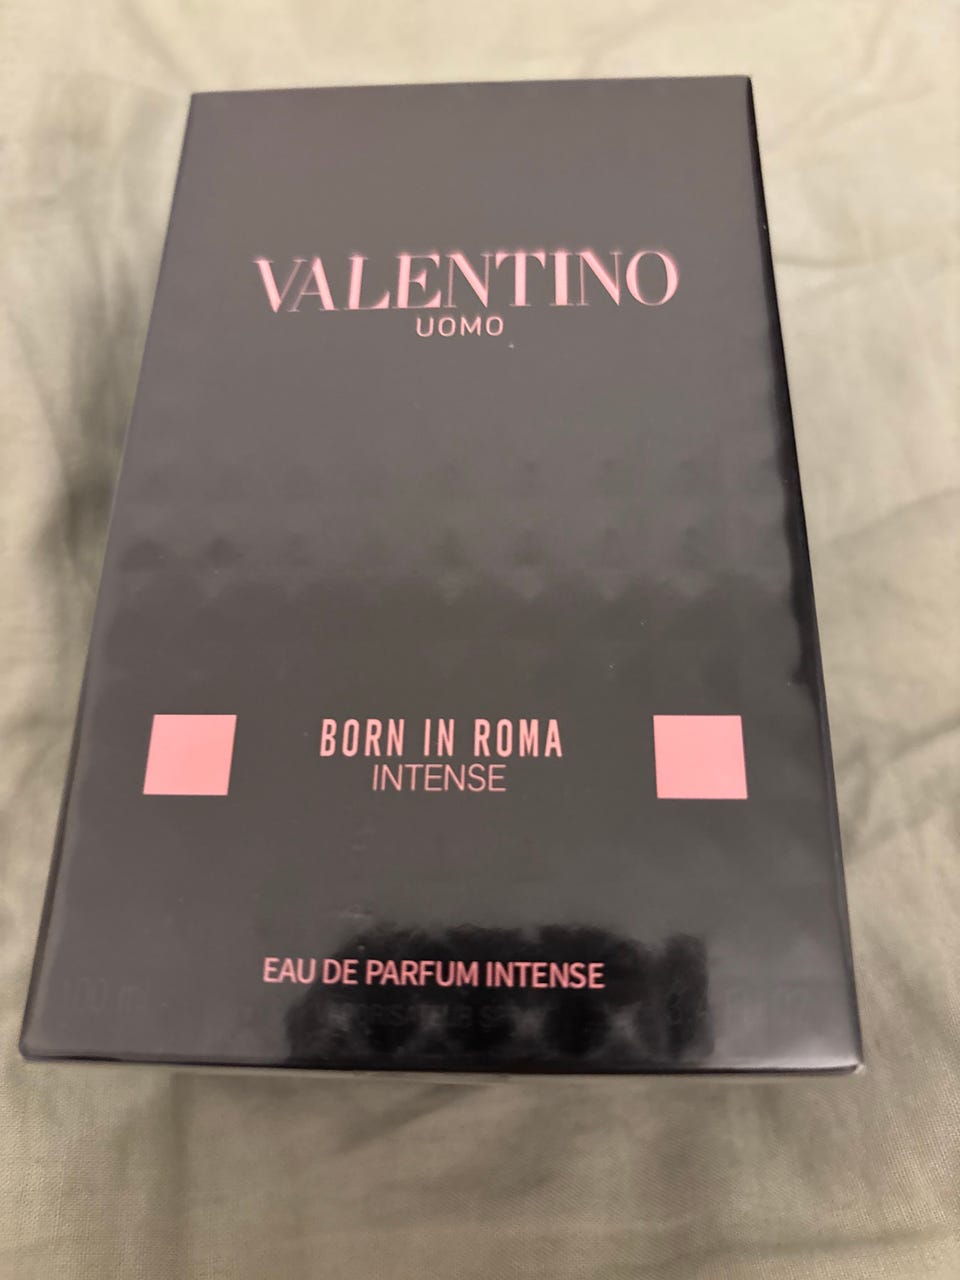 VALENTINO
UOMO
BORN IN ROMA
INTENSE
EAU DE PARFUM INTENSE